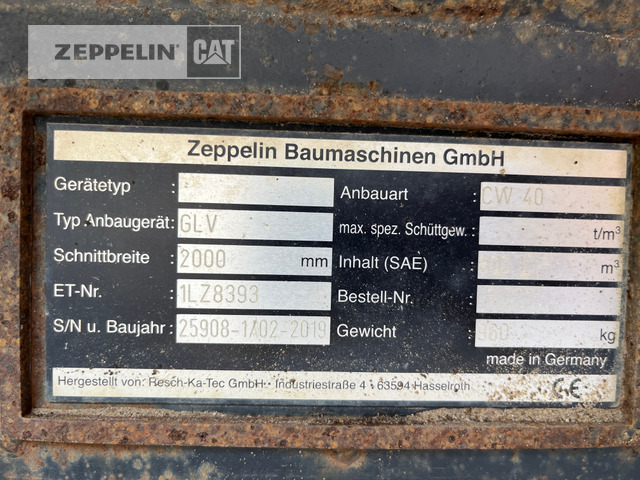 ZEPPELIN CAT
Zeppelin Baumaschinen GmbH
Gerätetyp :
Anbauart : CW 40
Typ Anbaugerät: GLV
max. spez. Schüttgew. : t/m³
Schnittbreite : 2000 mm
Inhalt (SAE) : m³
ET-Nr. : 1LZ8393
Bestell-Nr. :
S/N u. Baujahr : 25908-1/02-2019
Gewicht : kg
made in Germany
Hergestellt von: Resch-Ka-Tec GmbH · Industriestraße 4 · 63594 Hasselroth CE